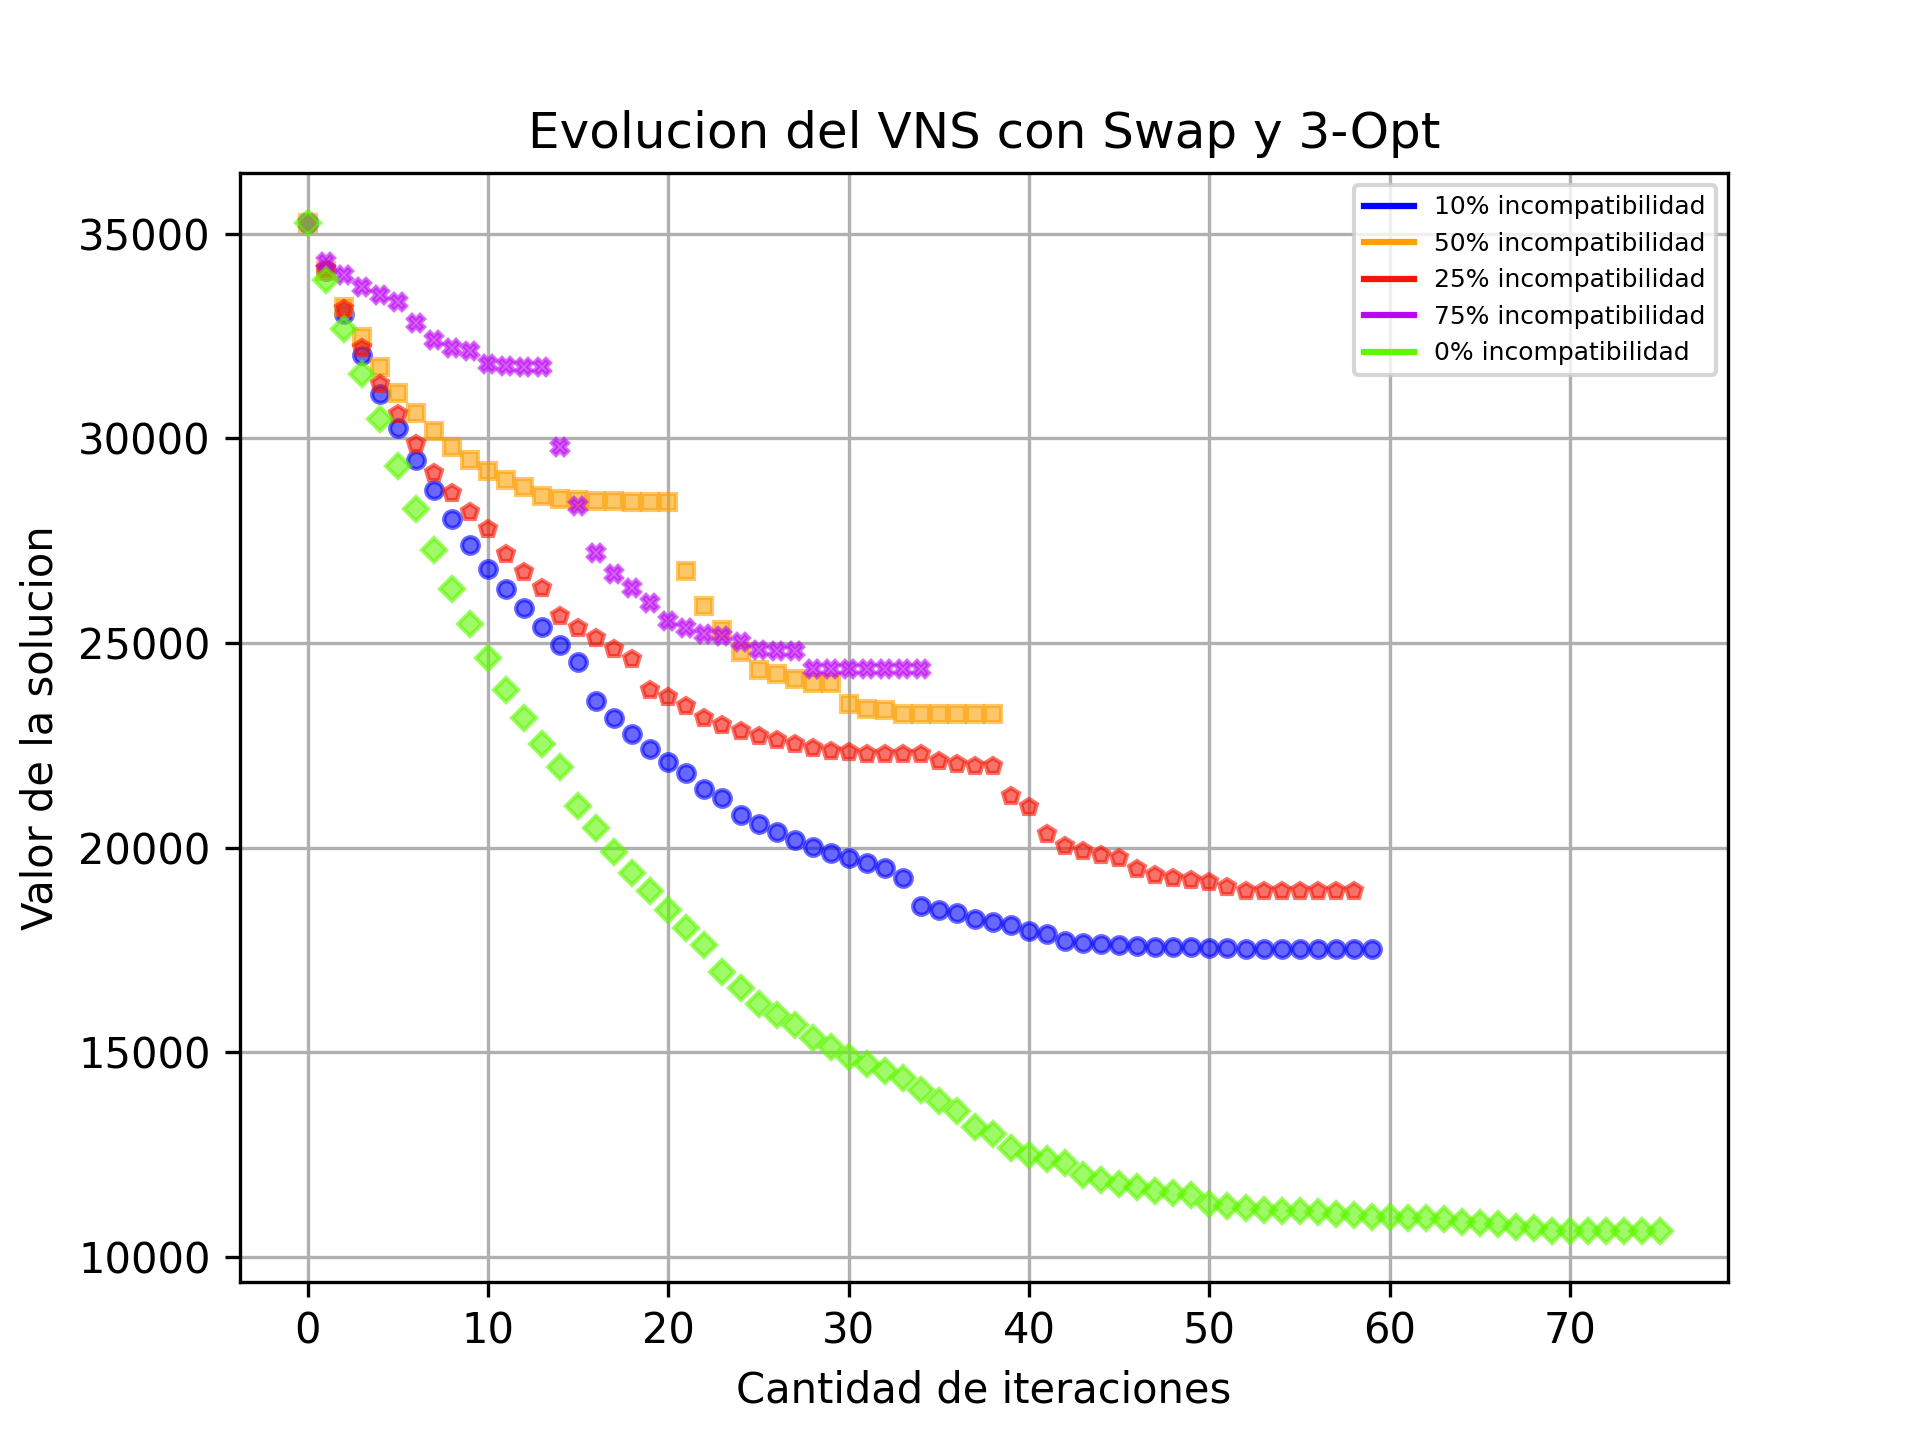 Evolucion del VNS con Swap y 3-Opt
10% incompatibilidad
50% incompatibilidad
25% incompatibilidad
75% incompatibilidad
0% incompatibilidad
Valor de la solucion
35000
30000
25000
20000
15000
10000
0 10 20 30 40 50 60 70
Cantidad de iteraciones